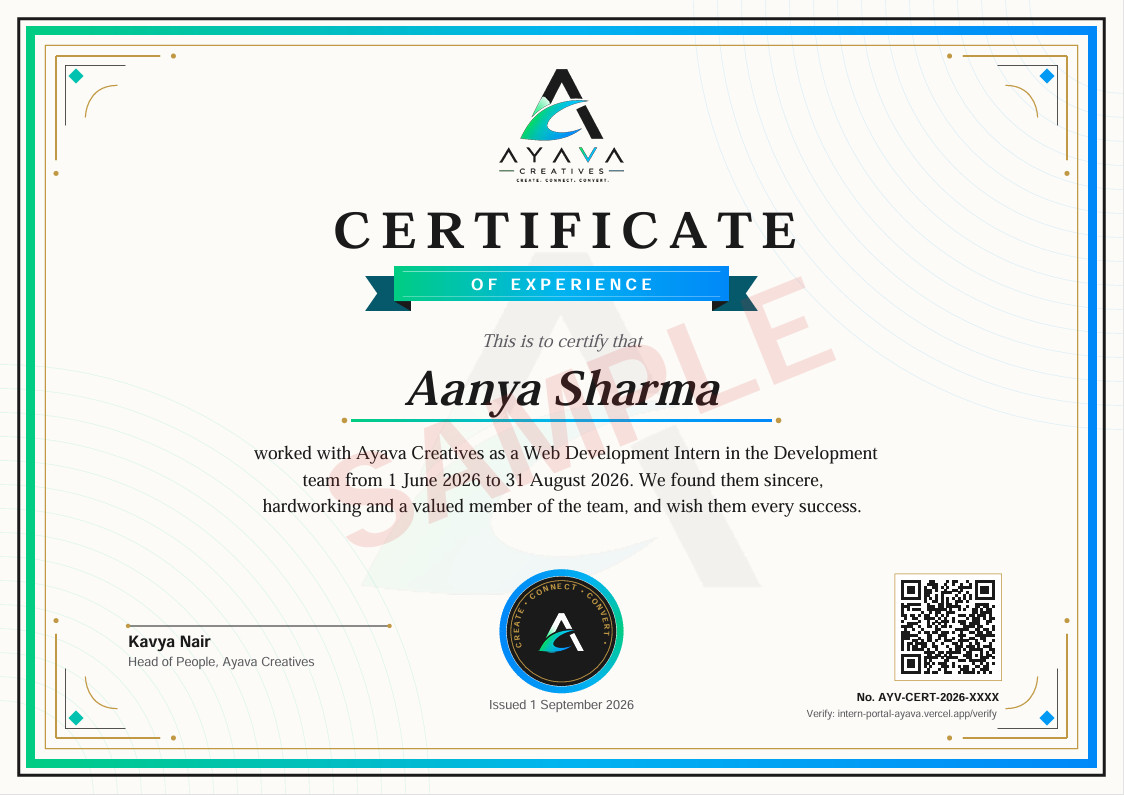 AYAVA
CREATIVES
CREATE. CONNECT. CONVERT.
CERTIFICATE
OF EXPERIENCE
This is to certify that
Aanya Sharma
SAMPLE
worked with Ayava Creatives as a Web Development Intern in the Development
team from 1 June 2026 to 31 August 2026. We found them sincere,
hardworking and a valued member of the team, and wish them every success.
CREATE • CONNECT • CONVERT •
Kavya Nair
Head of People, Ayava Creatives
Issued 1 September 2026
No. AYV-CERT-2026-XXXX
Verify: intern-portal-ayava.vercel.app/verify